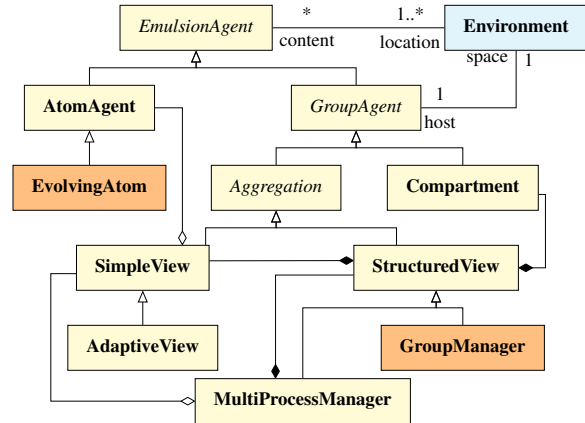 EmulsionAgent
*
1..*
Environment
content
location
space
1
AtomAgent
GroupAgent
1
host
EvolvingAtom
Aggregation
Compartment
SimpleView
StructuredView
AdaptiveView
GroupManager
MultiProcessManager